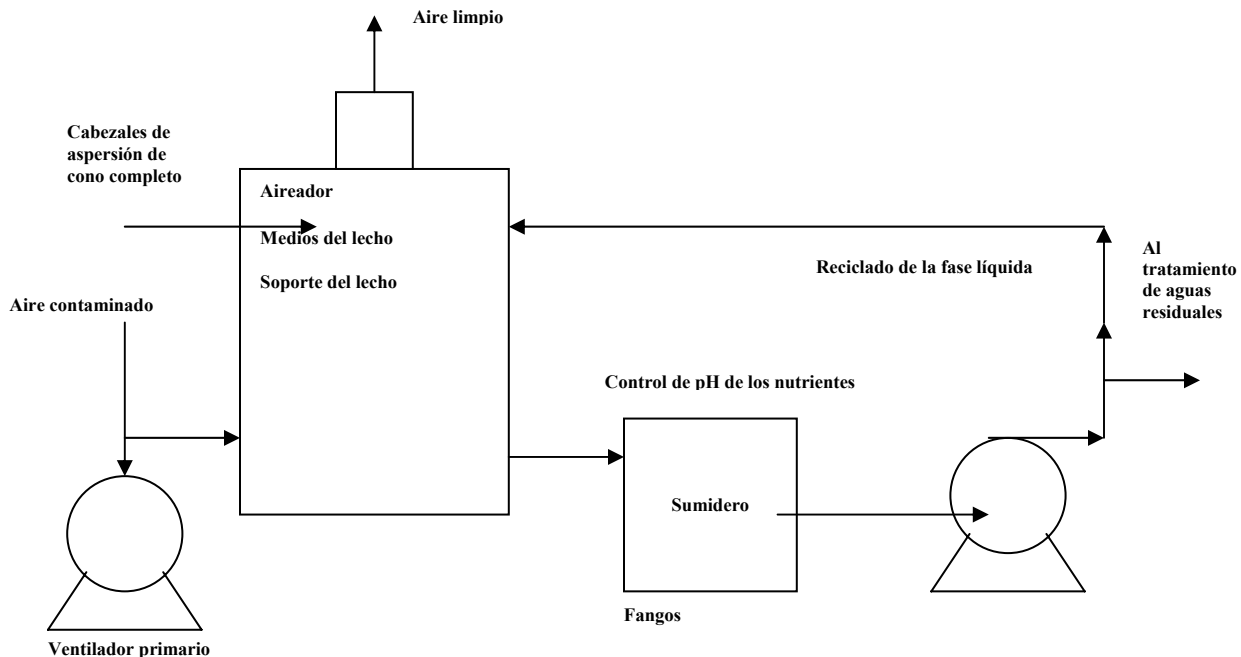 Aire limpio
Cabezales de
aspersión de
cono completo
Aireador
Medios del lecho
Soporte del lecho
Reciclado de la fase líquida
Al
tratamiento
de aguas
residuales
Aire contaminado
Control de pH de los nutrientes
Sumidero
Fangos
Ventilador primario